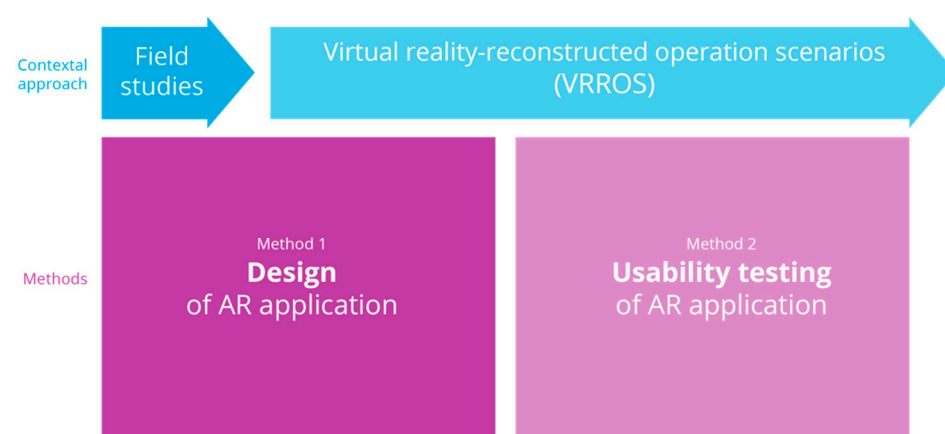 Contextal
approach
Field
studies
Virtual reality-reconstructed operation scenarios
(VRROS)
Methods
Method 1
Design
of AR application
Method 2
Usability testing
of AR application